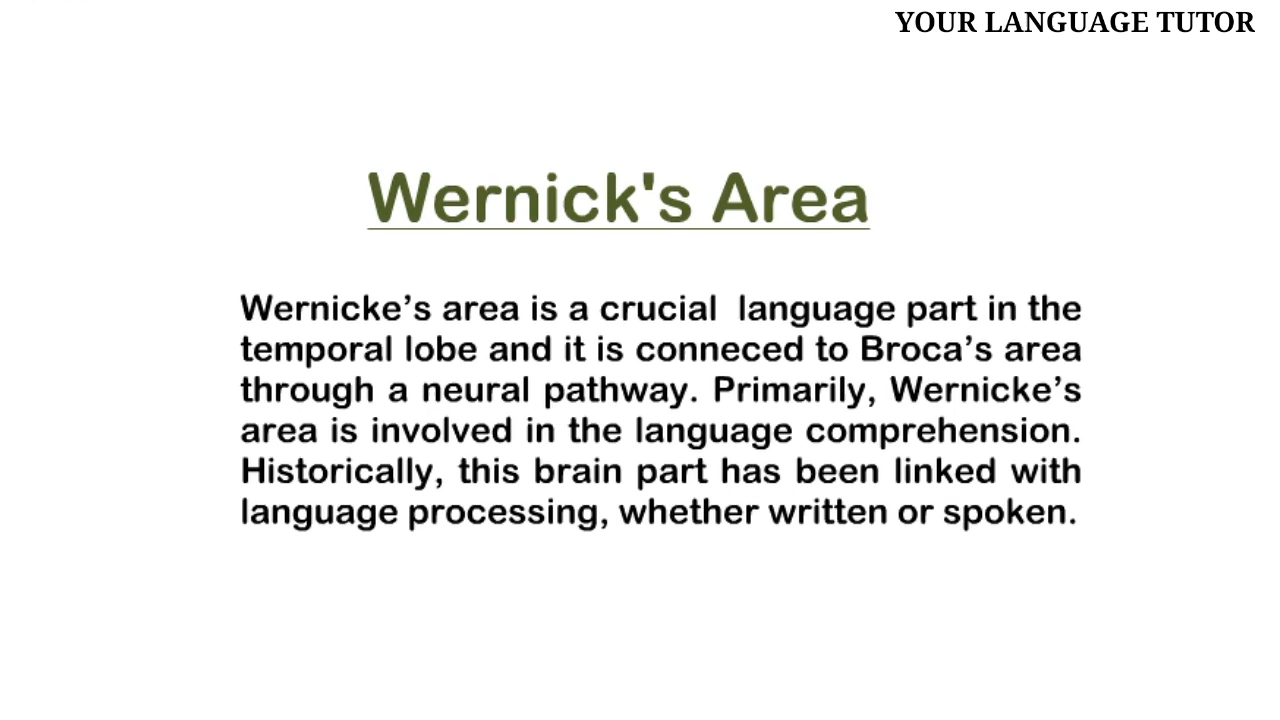 YOUR LANGUAGE TUTOR
Wernick's Area
Wernicke’s area is a crucial  language part in the
temporal lobe and it is conneced to Broca’s area
through a neural pathway. Primarily, Wernicke’s
area is involved in the language comprehension.
Historically, this brain part has been linked with
language processing, whether written or spoken.